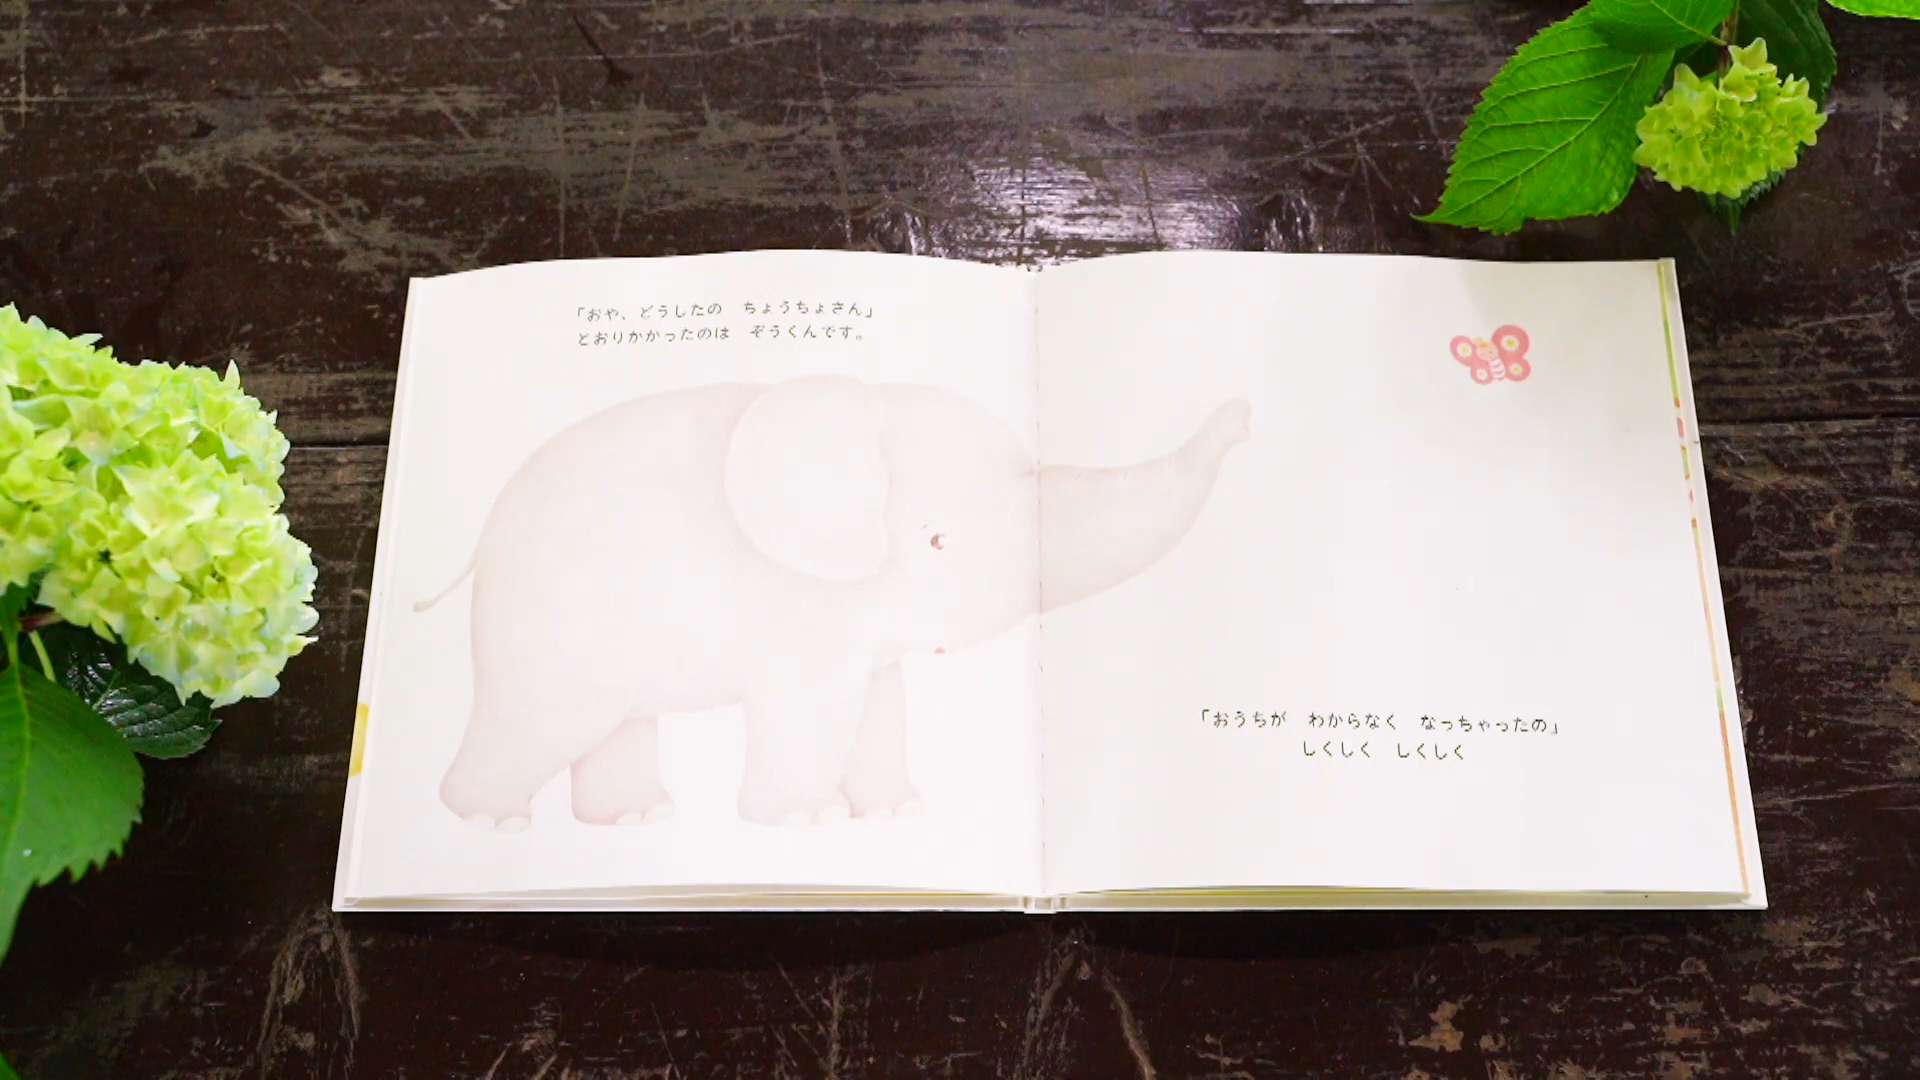 「おや、どうしたの　ちょうちょさん」
とおりかかったのは　ぞうくんです。
「おうちが　わからなく　なっちゃったの」
しくしく　しくしく